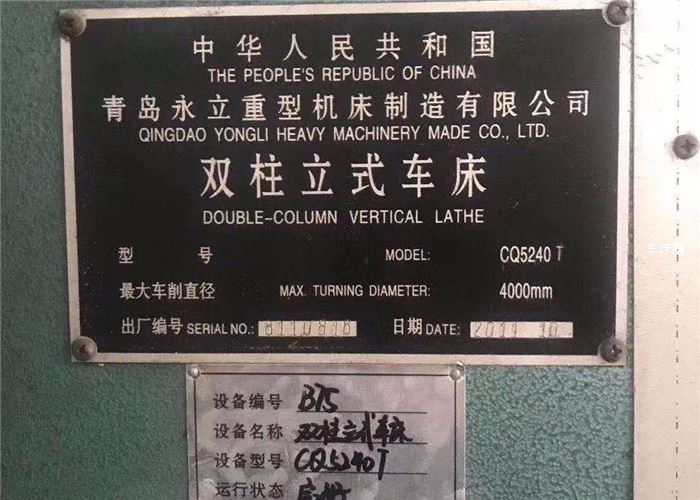 中华人民共和国
THE PEOPLE'S REPUBLIC OF CHINA
青岛永立重型机床制造有限公司
QINGDAO YONGLI HEAVY MACHINERY MADE CO., LTD.
双柱立式车床
DOUBLE-COLUMN VERTICAL LATHE
型 号 MODEL: CQ5240 T
最大车削直径 MAX. TURNING DIAMETER: 4000mm
出厂编号 SERIAL NO.: 日期 DATE: 2011 10
设备编号 B75
设备名称 双柱立式车床
设备型号 CQ5240T
运行状态